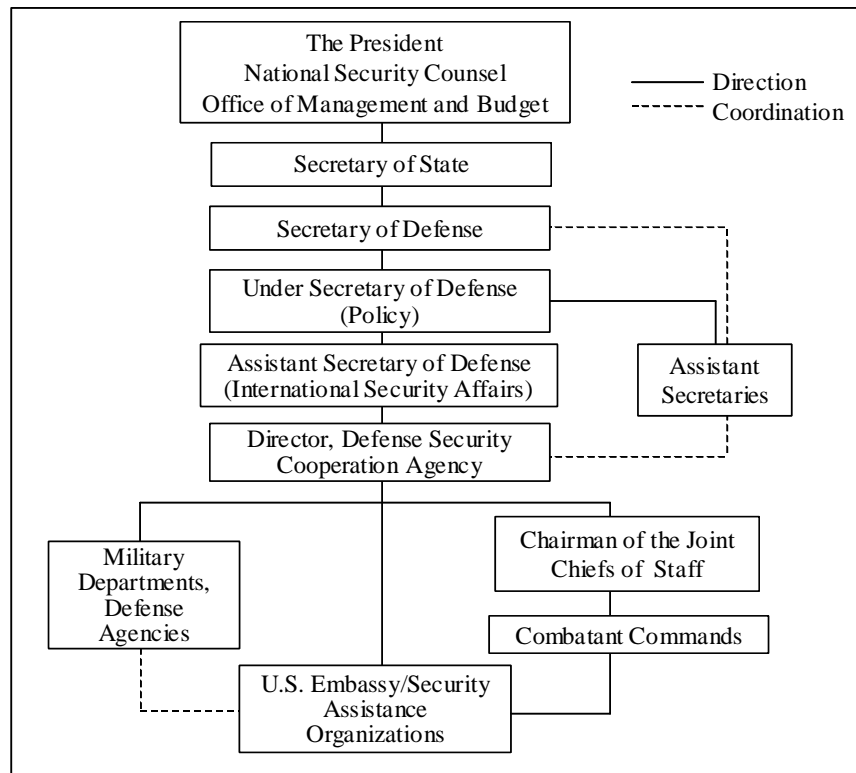 The President
National Security Counsel
Office of Management and Budget
Direction
Coordination
Secretary of State
Secretary of Defense
Under Secretary of Defense
(Policy)
Assistant Secretary of Defense
(International Security Affairs)
Assistant
Secretaries
Director, Defense Security
Cooperation Agency
Military
Departments,
Defense
Agencies
Chairman of the Joint
Chiefs of Staff
Combatant Commands
U.S. Embassy/Security
Assistance
Organizations